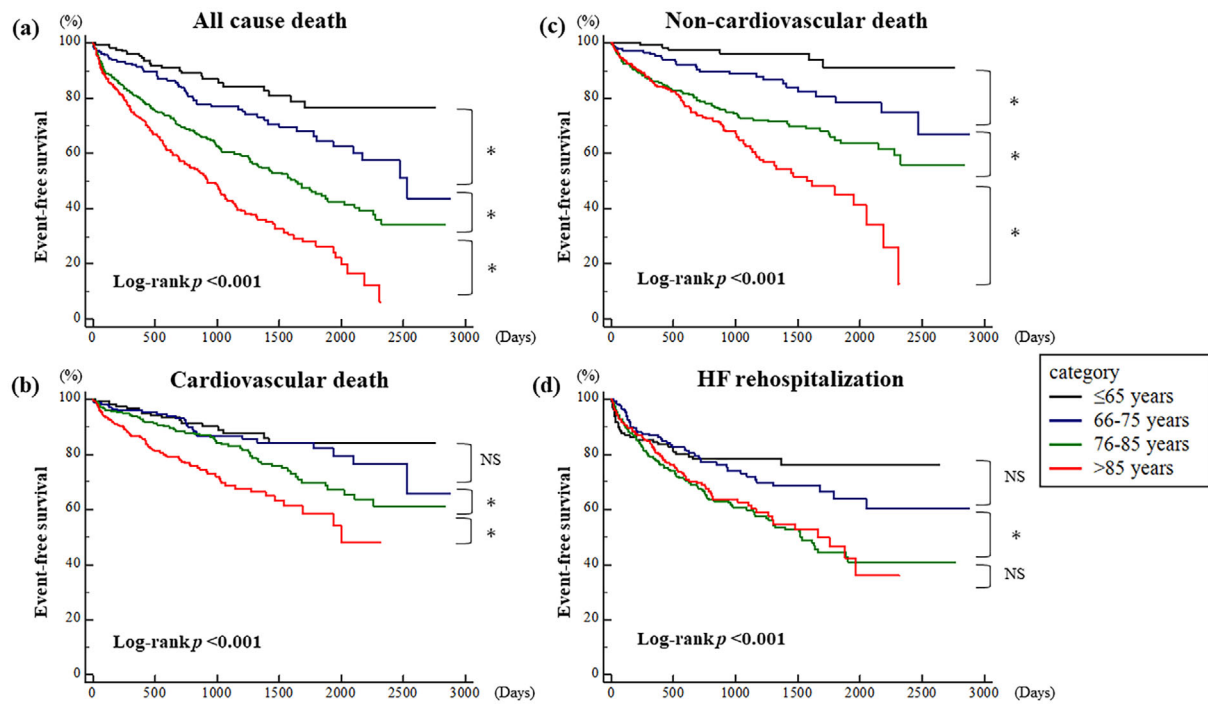 (a) (%) All cause death
Event-free survival
100
80
60
40
20
0
* 
*
*
Log-rank p <0.001
0 500 1000 1500 2000 2500 3000 (Days)
(c) (%) Non-cardiovascular death
Event-free survival
100
80
60
40
20
0
*
*
*
Log-rank p <0.001
0 500 1000 1500 2000 2500 3000 (Days)
(b) (%) Cardiovascular death
Event-free survival
100
80
60
40
20
0
NS
*
*
Log-rank p <0.001
0 500 1000 1500 2000 2500 3000 (Days)
(d) (%) HF rehospitalization
Event-free survival
100
80
60
40
20
0
NS
*
NS
Log-rank p <0.001
0 500 1000 1500 2000 2500 3000 (Days)
category
≤65 years
66-75 years
76-85 years
>85 years